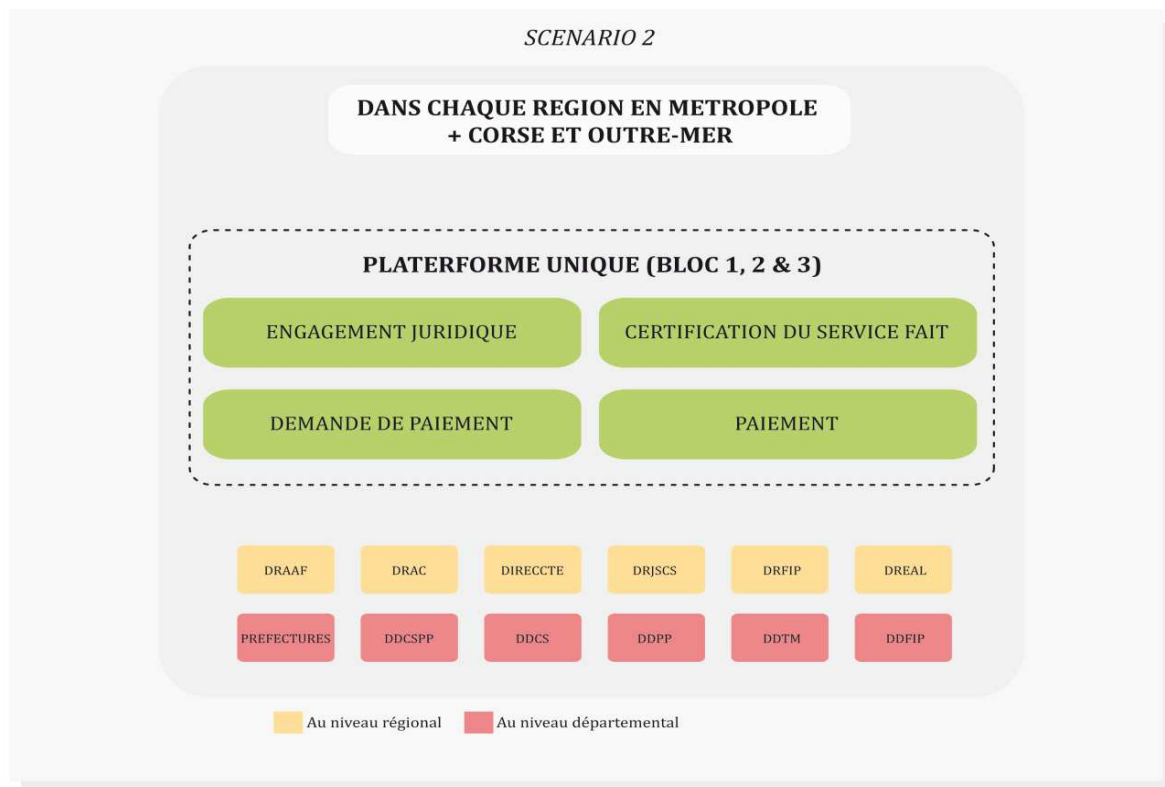 SCENARIO 2
DANS CHAQUE REGION EN METROPOLE
+ CORSE ET OUTRE-MER
PLATERFORME UNIQUE (BLOC 1, 2 & 3)
ENGAGEMENT JURIDIQUE
CERTIFICATION DU SERVICE FAIT
DEMANDE DE PAIEMENT
PAIEMENT
DRAAF
DRAC
DIRECCTE
DRJSCS
DRFIP
DREAL
PREFECTURES
DDCSPP
DDCS
DDPP
DDTM
DDFIP
Au niveau régional
Au niveau départemental